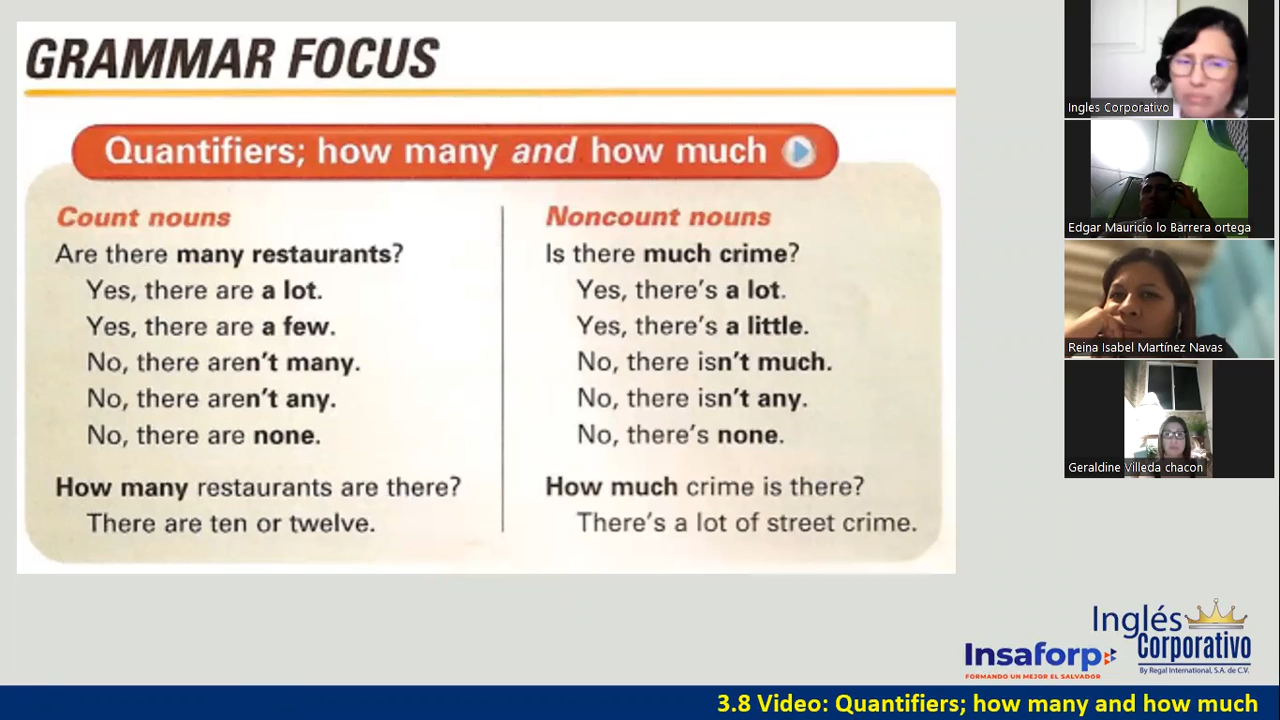 GRAMMAR FOCUS
Quantifiers; how many and how much
Count nouns
Are there many restaurants?
Yes, there are a lot.
Yes, there are a few.
No, there aren't many.
No, there aren't any.
No, there are none.
How many restaurants are there?
There are ten or twelve.
Noncount nouns
Is there much crime?
Yes, there's a lot.
Yes, there's a little.
No, there isn't much.
No, there isn't any.
No, there's none.
How much crime is there?
There's a lot of street crime.
Ingles Corporativo
Edgar Mauricio lo Barrera ortega
Reina Isabel Martínez Navas
Geraldine Villeda chacon
Insaforp
FORMANDO UN MEJOR EL SALVADOR
Inglés
Corporativo
By Regal International, S.A. de C.V.
3.8 Video: Quantifiers; how many and how much